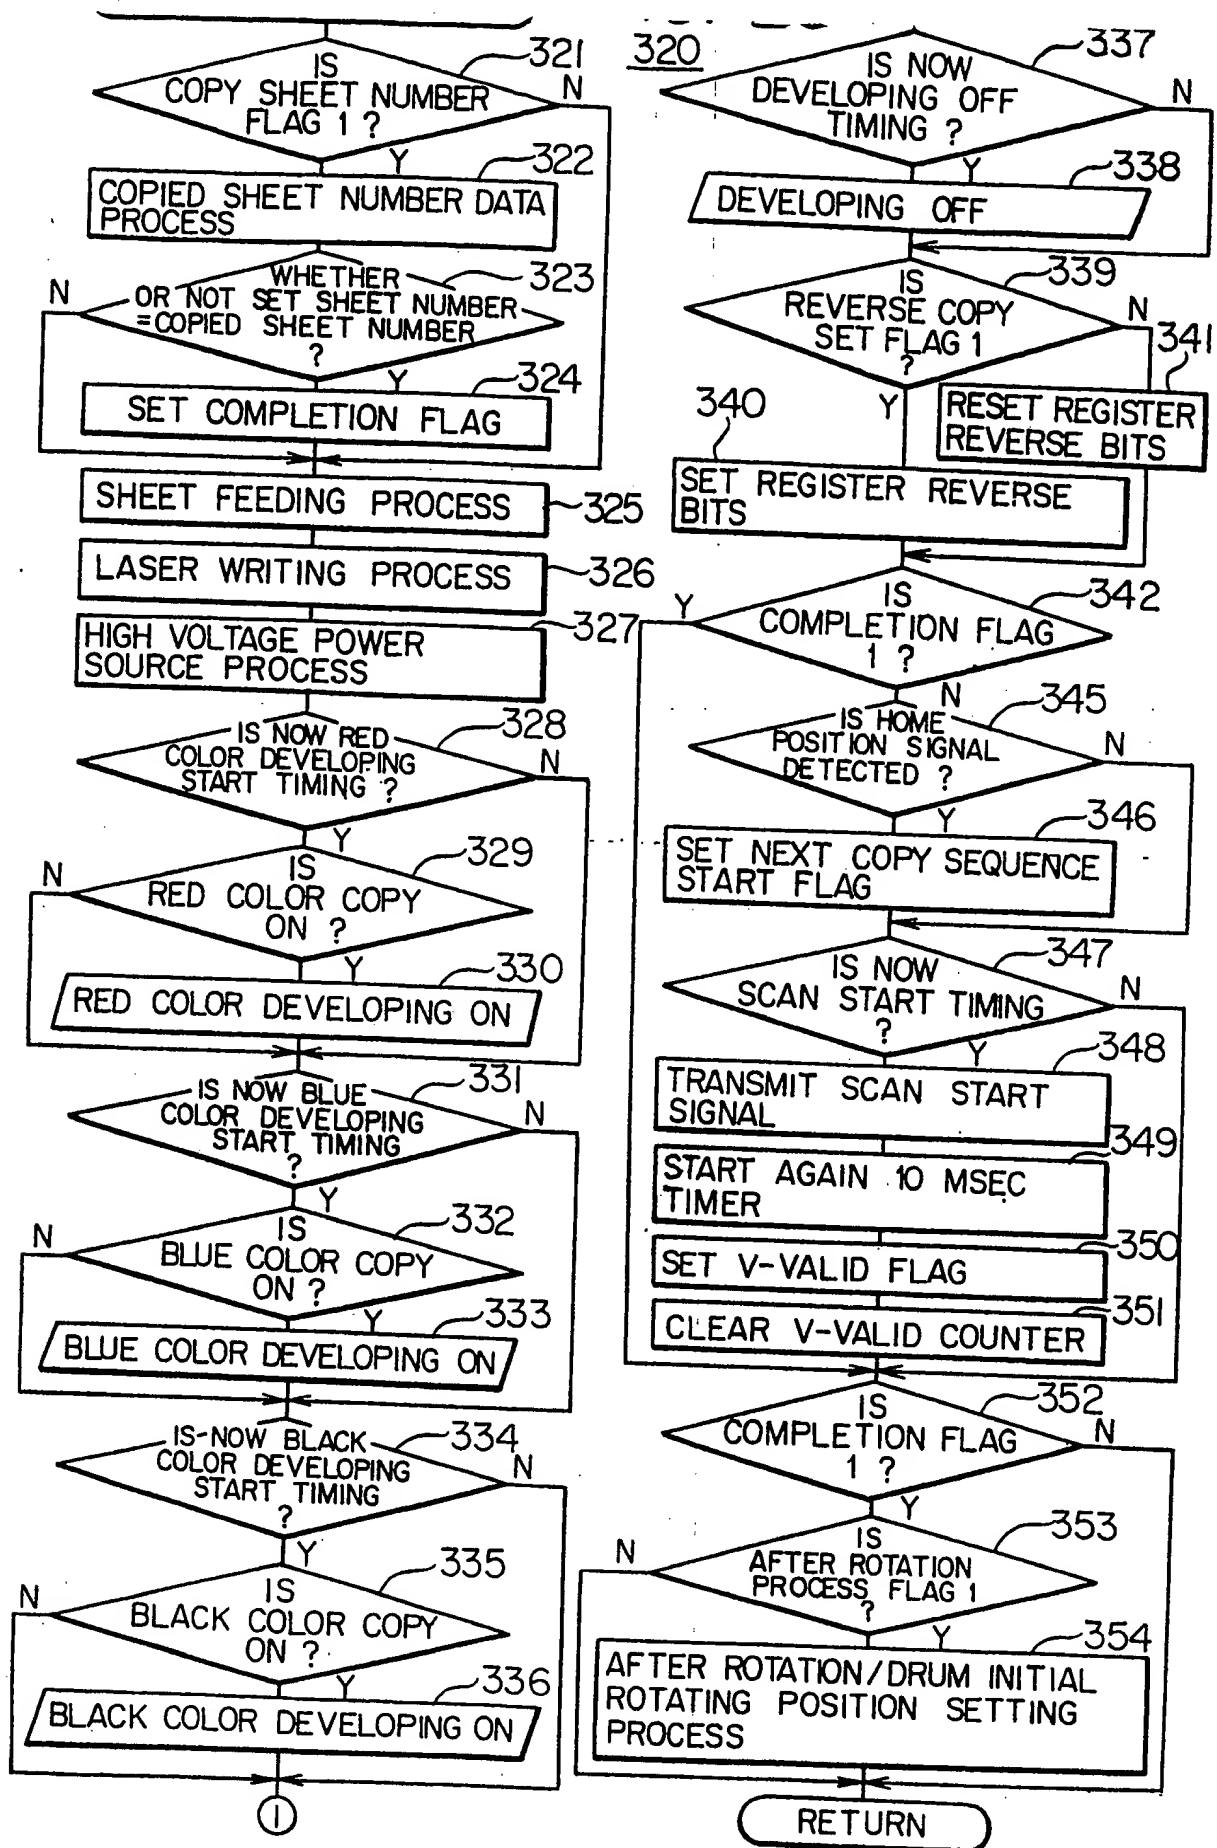 321
IS
COPY SHEET NUMBER
FLAG 1 ?
N
Y
322
COPIED SHEET NUMBER DATA
PROCESS
323
WHETHER
OR NOT SET SHEET NUMBER
=COPIED SHEET NUMBER
?
N
Y
324
SET COMPLETION FLAG
SHEET FEEDING PROCESS
325
LASER WRITING PROCESS
326
327
HIGH VOLTAGE POWER
SOURCE PROCESS
328
IS NOW RED
COLOR DEVELOPING
START TIMING ?
N
Y
329
IS
RED COLOR COPY
ON ?
N
Y
330
RED COLOR DEVELOPING ON
331
IS NOW BLUE
COLOR DEVELOPING
START TIMING
?
N
Y
332
IS
BLUE COLOR COPY
ON ?
N
Y
333
BLUE COLOR DEVELOPING ON
334
IS-NOW BLACK
COLOR DEVELOPING
START TIMING
?
N
Y
335
IS
BLACK COLOR COPY
ON ?
N
Y
336
BLACK COLOR DEVELOPING ON
1
320
337
IS NOW
DEVELOPING OFF
TIMING ?
N
Y
338
DEVELOPING OFF
339
IS
REVERSE COPY
SET FLAG 1
?
N
Y
341
RESET REGISTER
REVERSE BITS
340
SET REGISTER REVERSE
BITS
342
IS
COMPLETION FLAG
1 ?
Y
N
345
IS HOME
POSITION SIGNAL
DETECTED ?
N
Y
346
SET NEXT COPY SEQUENCE
START FLAG
347
IS NOW
SCAN START TIMING
?
N
Y
348
TRANSMIT SCAN START
SIGNAL
349
START AGAIN 10 MSEC
TIMER
350
SET V-VALID FLAG
351
CLEAR V-VALID COUNTER
352
IS
COMPLETION FLAG
1 ?
N
Y
353
IS
AFTER ROTATION
PROCESS FLAG 1
?
N
Y
354
AFTER ROTATION/DRUM INITIAL
ROTATING POSITION SETTING
PROCESS
RETURN